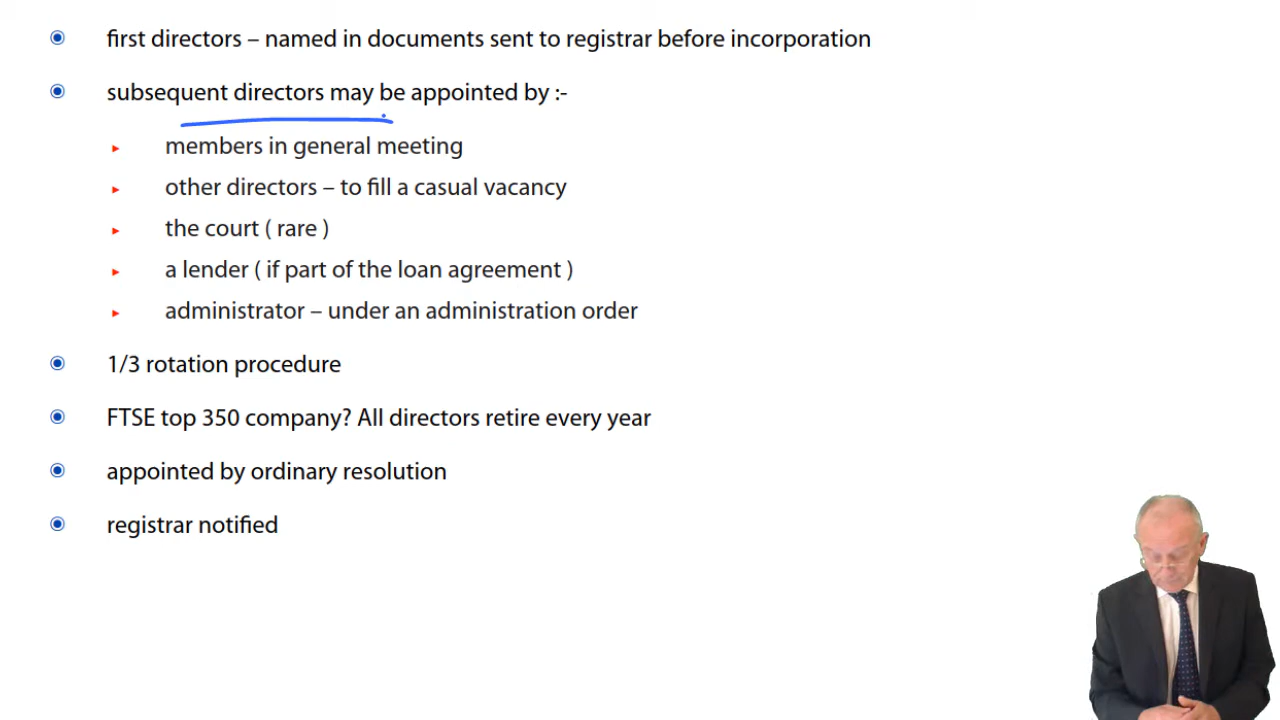 first directors – named in documents sent to registrar before incorporation
subsequent directors may be appointed by :-
members in general meeting
other directors – to fill a casual vacancy
the court ( rare )
a lender ( if part of the loan agreement )
administrator – under an administration order
1/3 rotation procedure
FTSE top 350 company? All directors retire every year
appointed by ordinary resolution
registrar notified